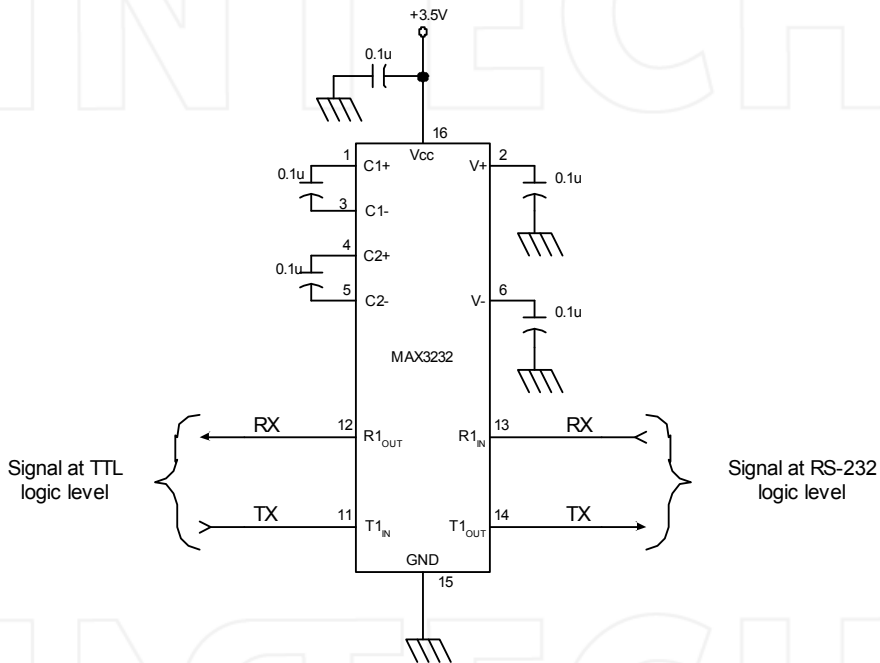 INTECH
+3.5V
0.1u
16
Vcc
1
C1+
V+
2
0.1u
0.1u
3
C1-
4
C2+
0.1u
5
C2-
V-
6
0.1u
MAX3232
RX
12
R1OUT
R1IN
13
RX
Signal at TTL
logic level
Signal at RS-232
logic level
TX
11
T1IN
T1OUT
14
TX
GND
15
INTECH